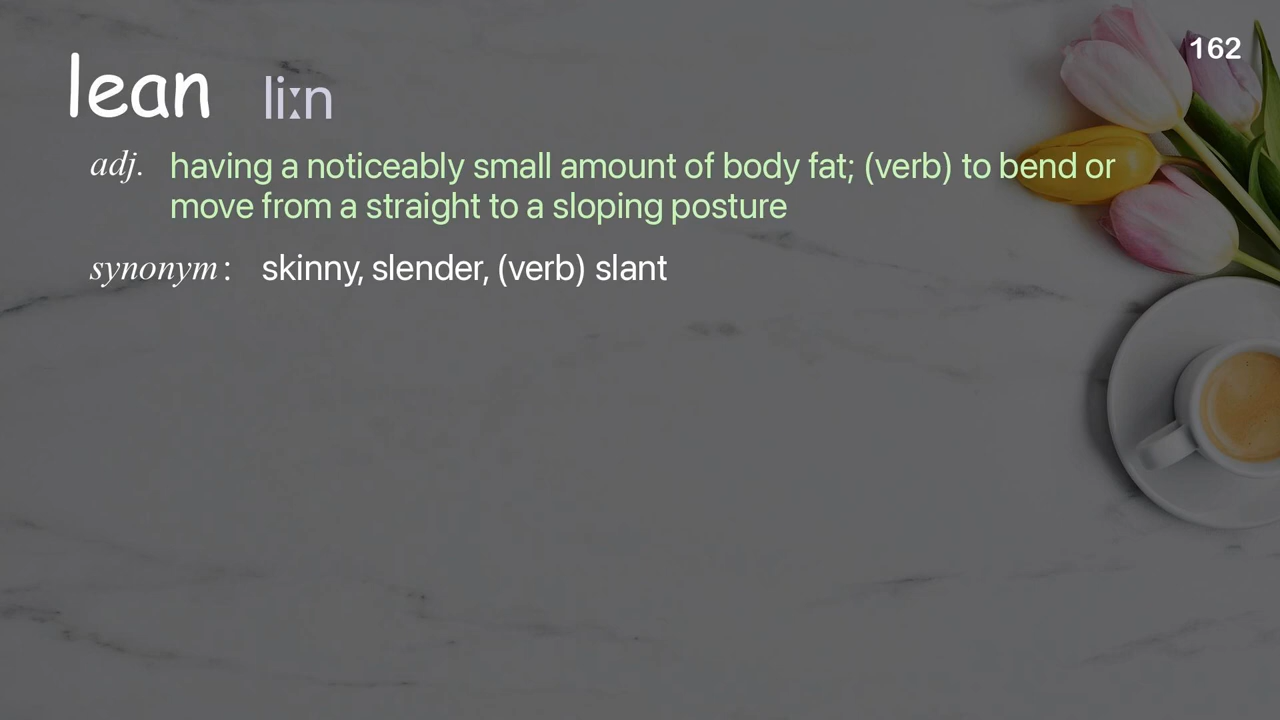 162
lean liːn
adj. having a noticeably small amount of body fat; (verb) to bend or
move from a straight to a sloping posture
synonym: skinny, slender, (verb) slant